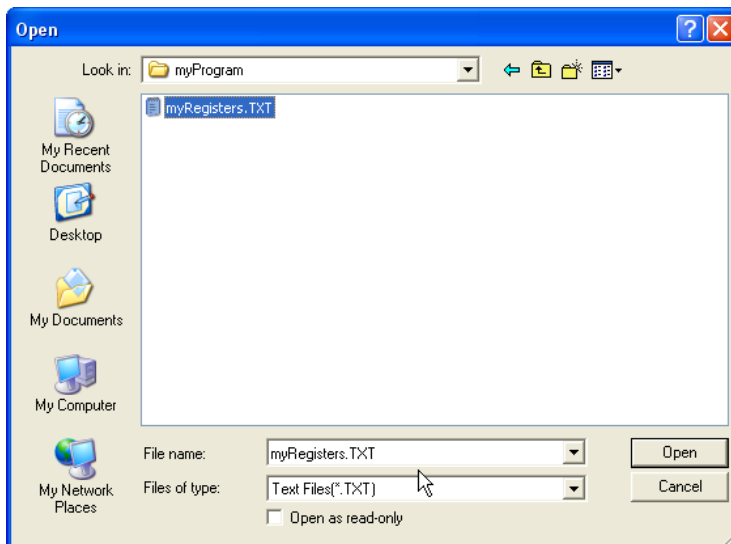 Open
Look in: myProgram
myRegisters.TXT
My Recent
Documents
Desktop
My Documents
My Computer
My Network
Places
File name: myRegisters.TXT Open
Files of type: Text Files(*.TXT) Cancel
Open as read-only